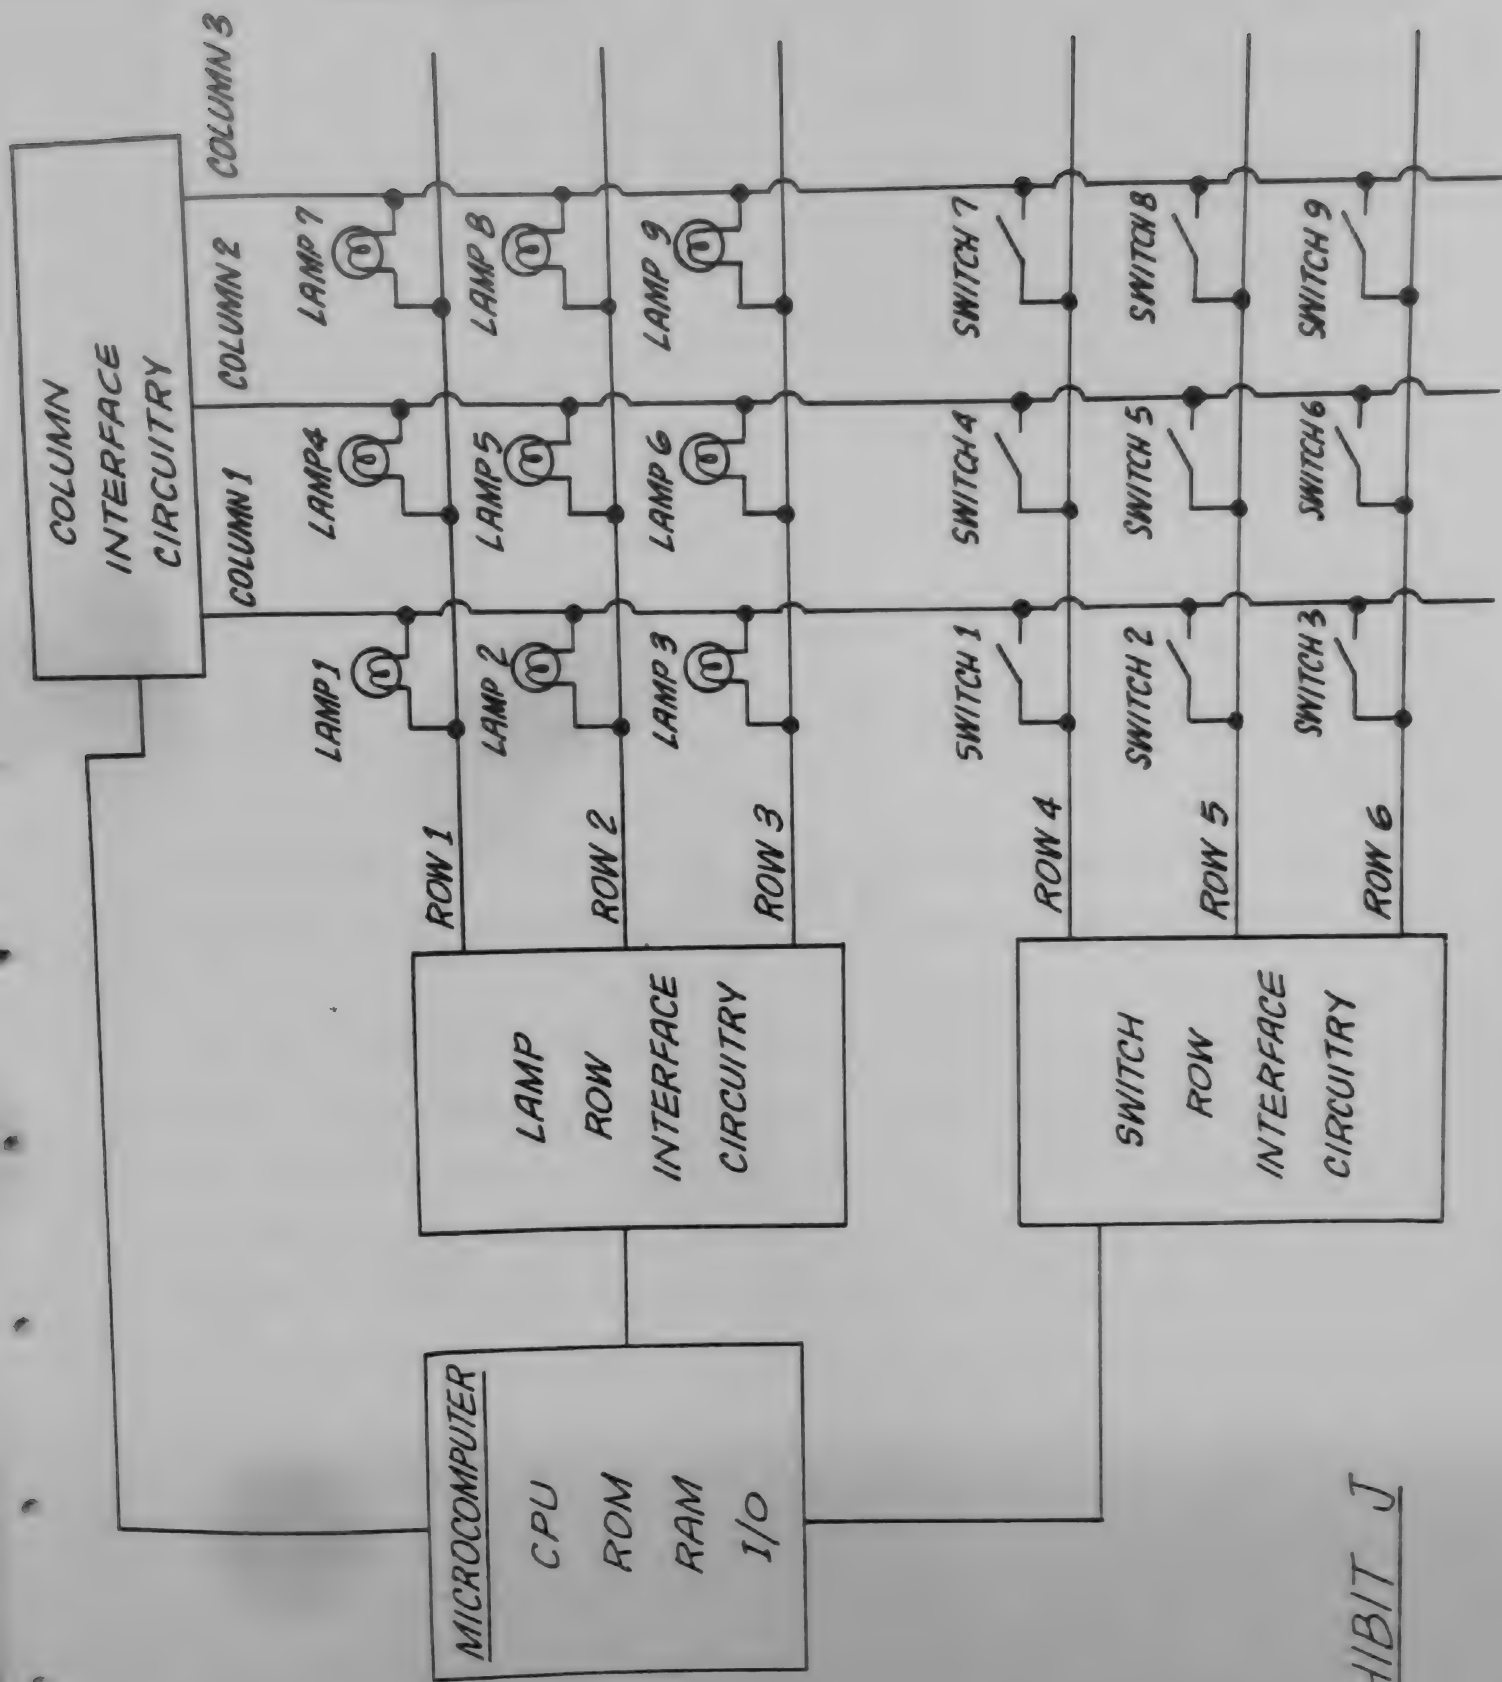 COLUMN
INTERFACE
CIRCUITRY
COLUMN 1
COLUMN 2
COLUMN 3
LAMP 1
LAMP 4
LAMP 7
ROW 1
LAMP 2
LAMP 5
LAMP 8
ROW 2
LAMP 3
LAMP 6
LAMP 9
ROW 3
LAMP
ROW
INTERFACE
CIRCUITRY
SWITCH 1
SWITCH 4
SWITCH 7
ROW 4
SWITCH 2
SWITCH 5
SWITCH 8
ROW 5
SWITCH 3
SWITCH 6
SWITCH 9
ROW 6
SWITCH
ROW
INTERFACE
CIRCUITRY
MICROCOMPUTER
CPU
ROM
RAM
I/O
HIBIT J